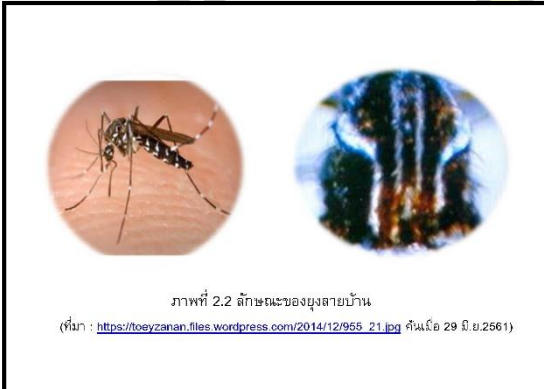 ภาพที่ 2.2 ลักษณะของยุงลายบ้าน
(ที่มา : https://toeyzanan.files.wordpress.com/2014/12/955_21.jpg ค้นเมื่อ 29 มิ.ย.2561)